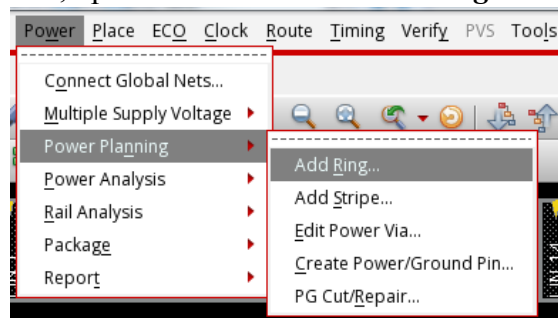 Power Place ECO Clock Route Timing Verify PVS Tools
Connect Global Nets...
Multiple Supply Voltage
Power Planning
Power Analysis
Rail Analysis
Package
Report
Add Ring...
Add Stripe...
Edit Power Via...
Create Power/Ground Pin...
PG Cut/Repair...